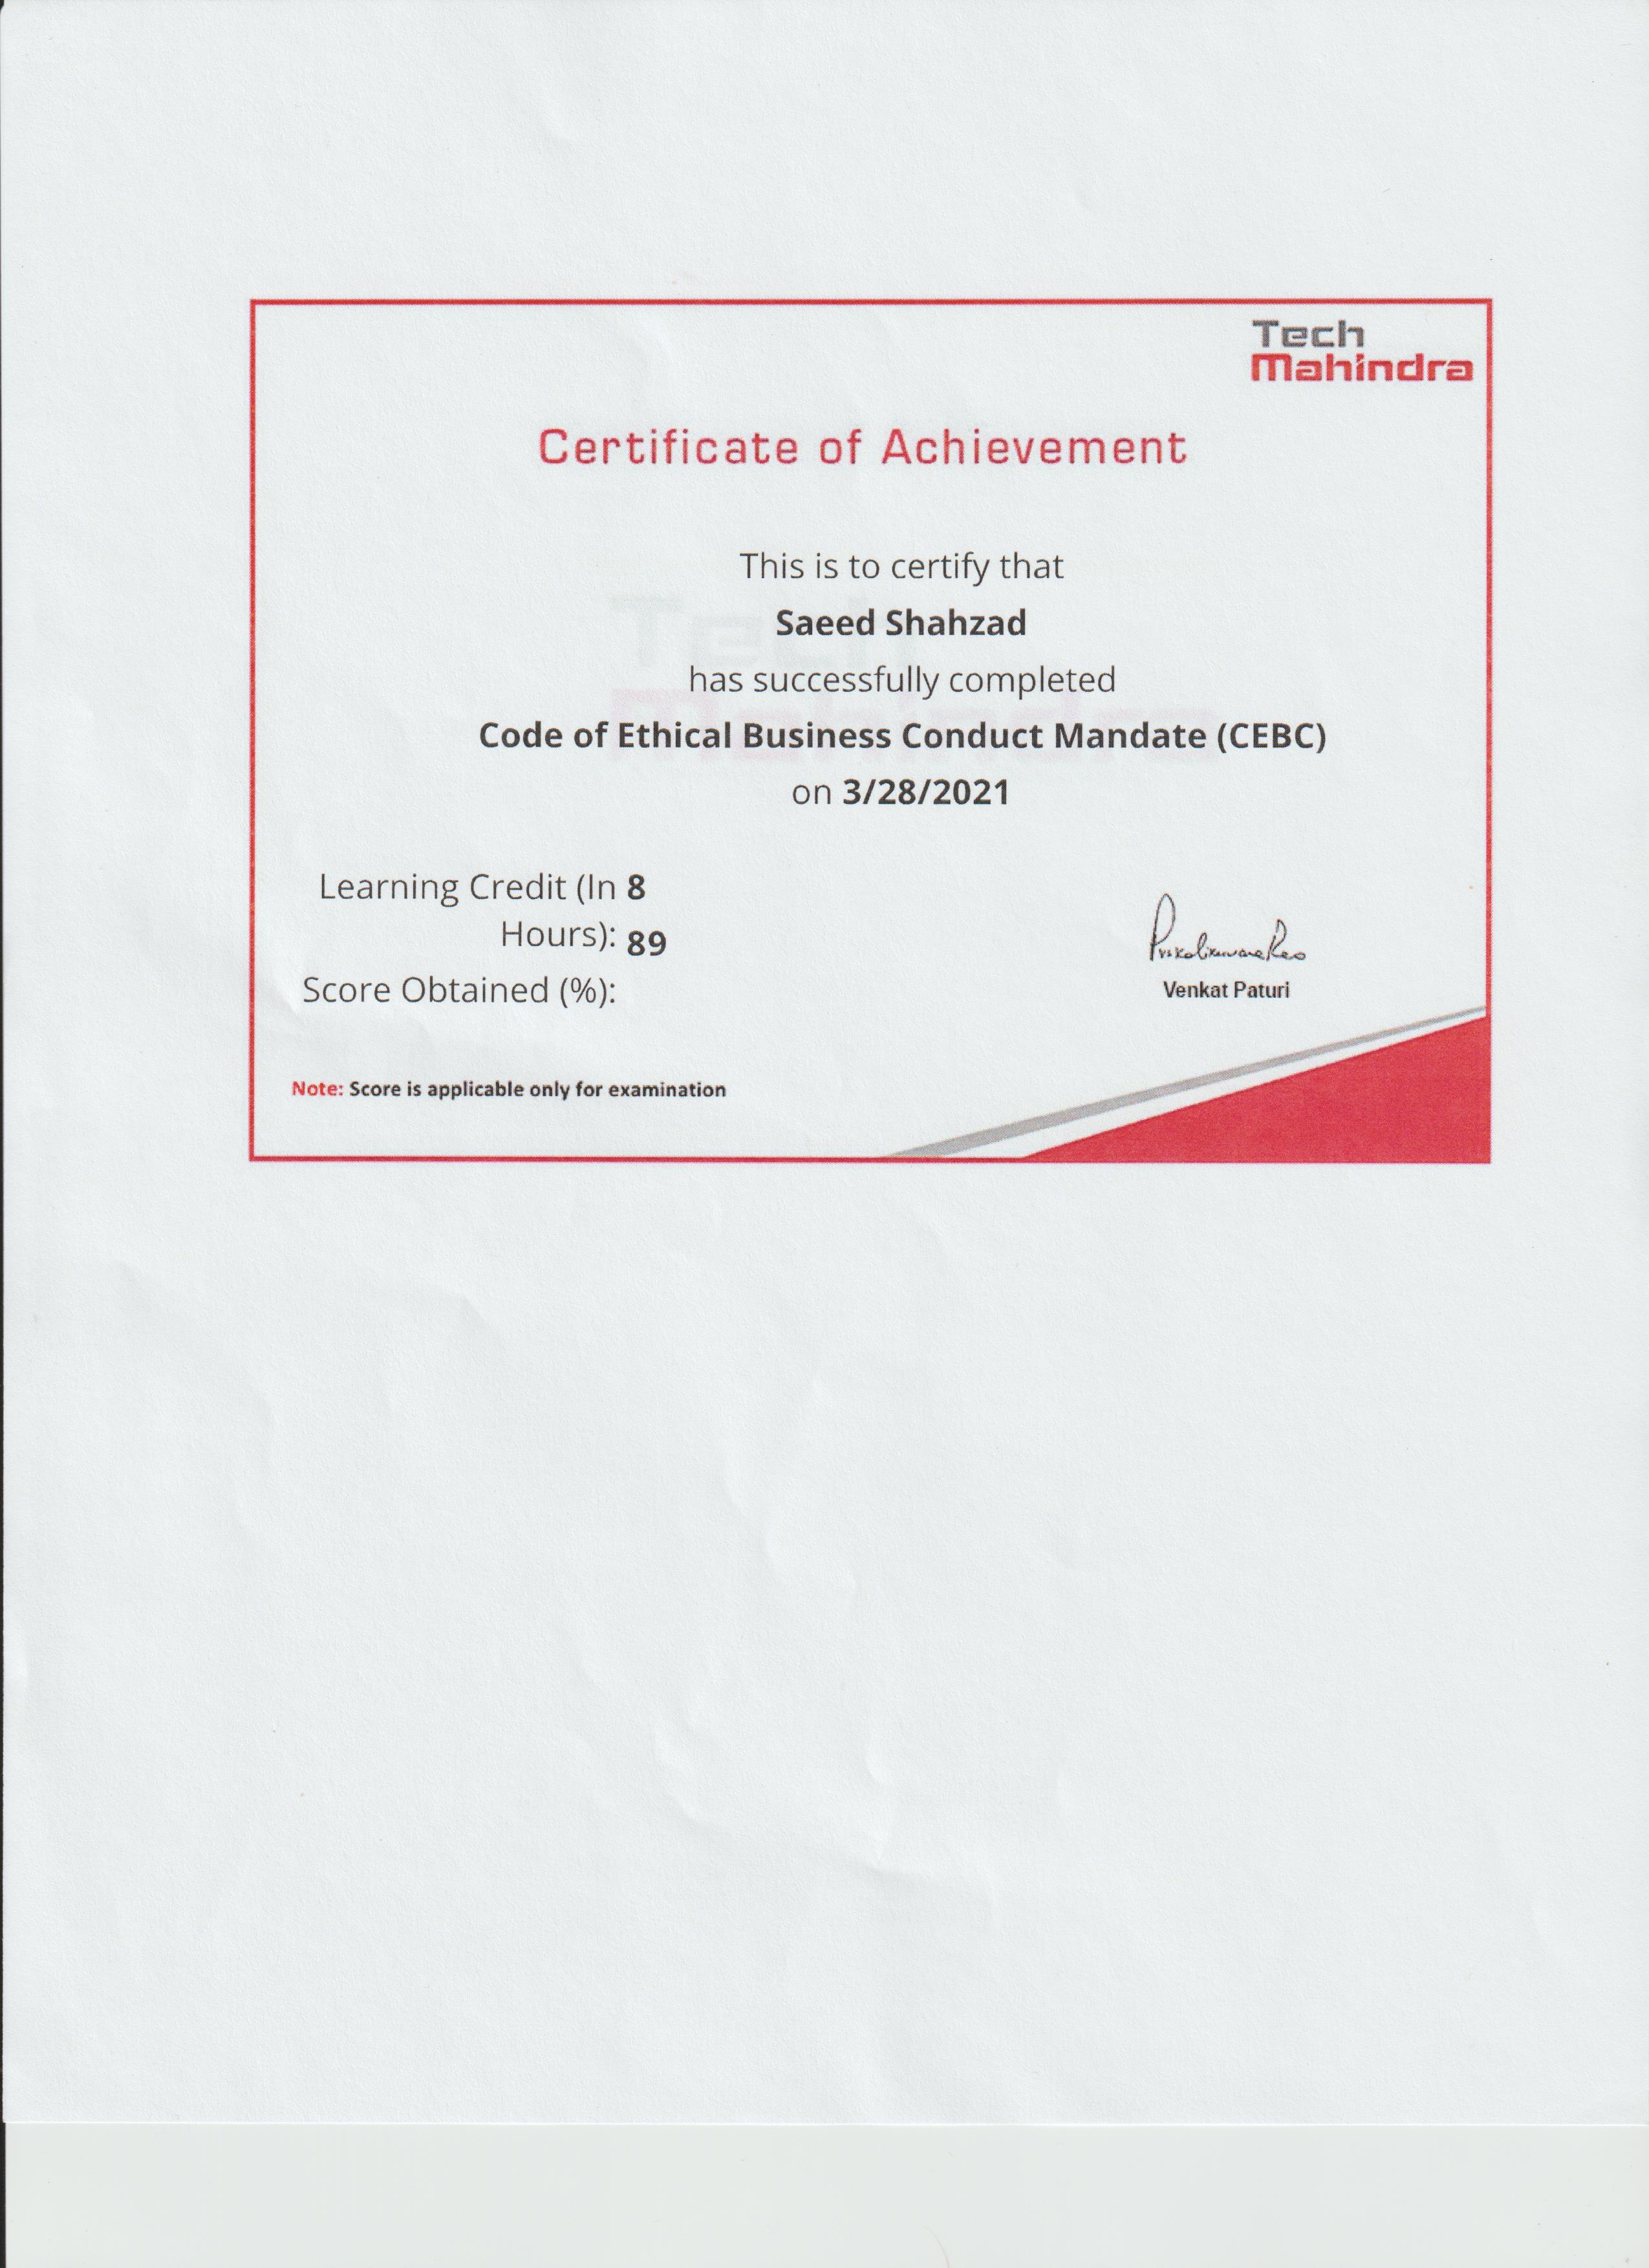 Tech
Mahindra
Certificate of Achievement
This is to certify that
Saeed Shahzad
has successfully completed
Code of Ethical Business Conduct Mandate (CEBC)
on 3/28/2021
Learning Credit (In 8
Hours): 89
Score Obtained (%):
Venkat Paturi
Note: Score is applicable only for examination